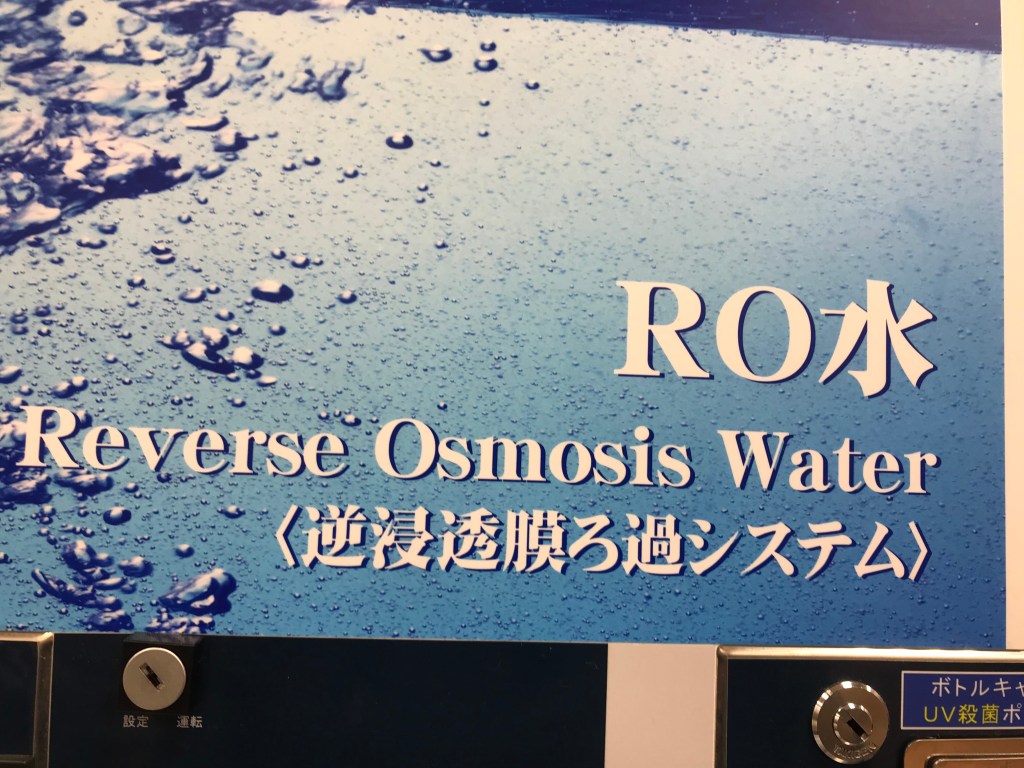 RO水
Reverse Osmosis Water
〈逆浸透膜ろ過システム〉
設定 運転
ボトルキャ
UV殺菌ポ